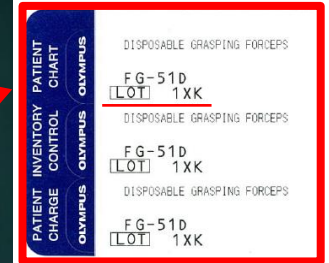 PATIENT
CHART
OLYMPUS
DISPOSABLE GRASPING FORCEPS
FG-51D
LOT 1XK
INVENTORY
CONTROL
OLYMPUS
DISPOSABLE GRASPING FORCEPS
FG-51D
LOT 1XK
PATIENT
CHARGE
OLYMPUS
DISPOSABLE GRASPING FORCEPS
FG-51D
LOT 1XK